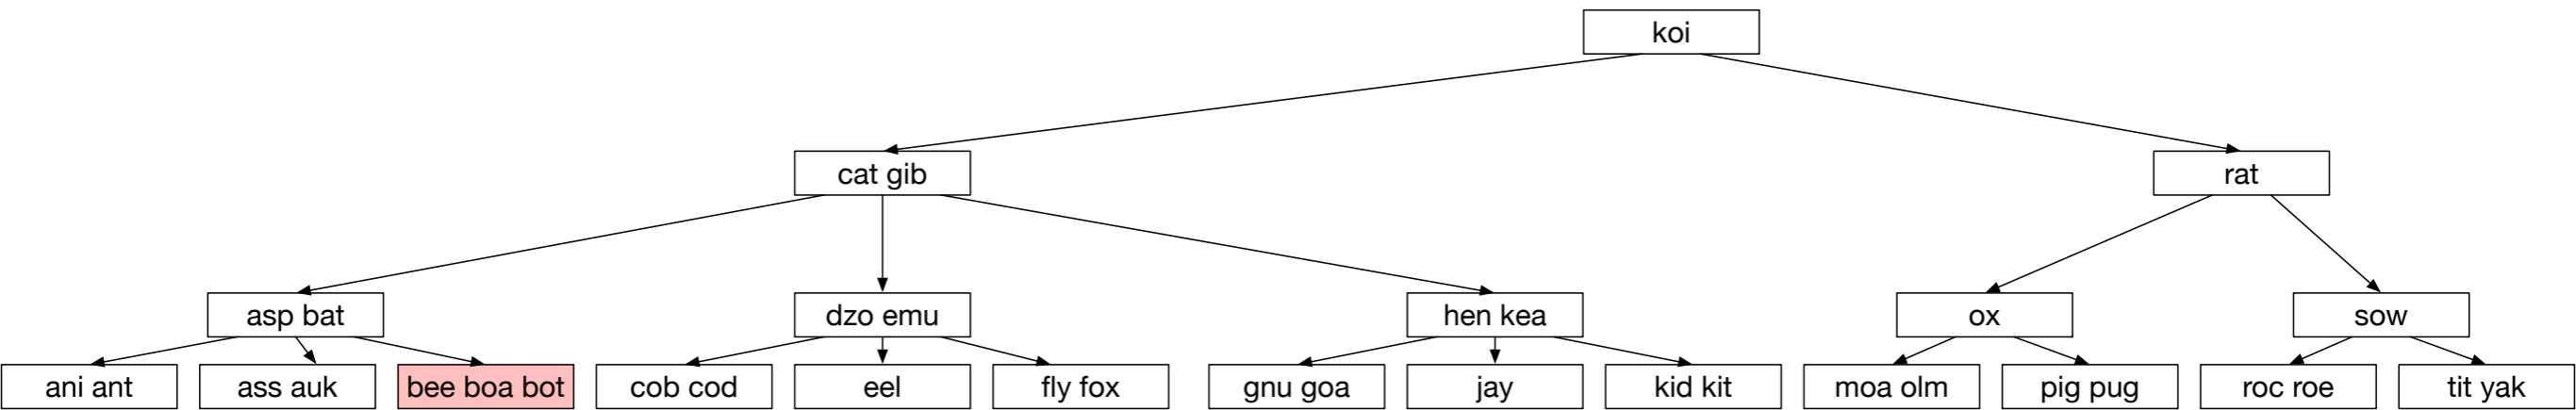 koi
cat gib
rat
asp bat
dzo emu
hen kea
ox
sow
ani ant
ass auk
bee boa bot
cob cod
eel
fly fox
gnu goa
jay
kid kit
moa olm
pig pug
roc roe
tit yak